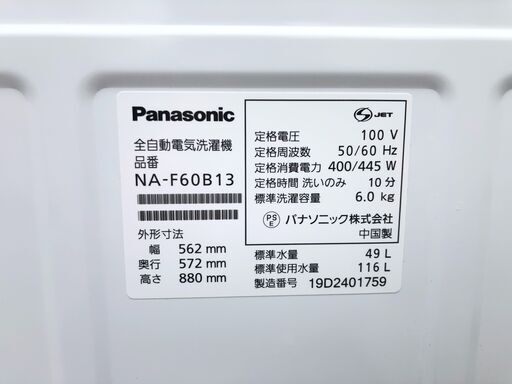 Panasonic
全自動電気洗濯機
品番
NA-F60B13
外形寸法
幅 562 mm
奥行 572 mm
高さ 880 mm
S JET
定格電圧 100 V
定格周波数 50/60 Hz
定格消費電力 400/445 W
定格時間 洗いのみ 10 分
標準洗濯容量 6.0 kg
PSE パナソニック株式会社
中国製
標準水量 49 L
標準使用水量 116 L
製造番号 19D2401759